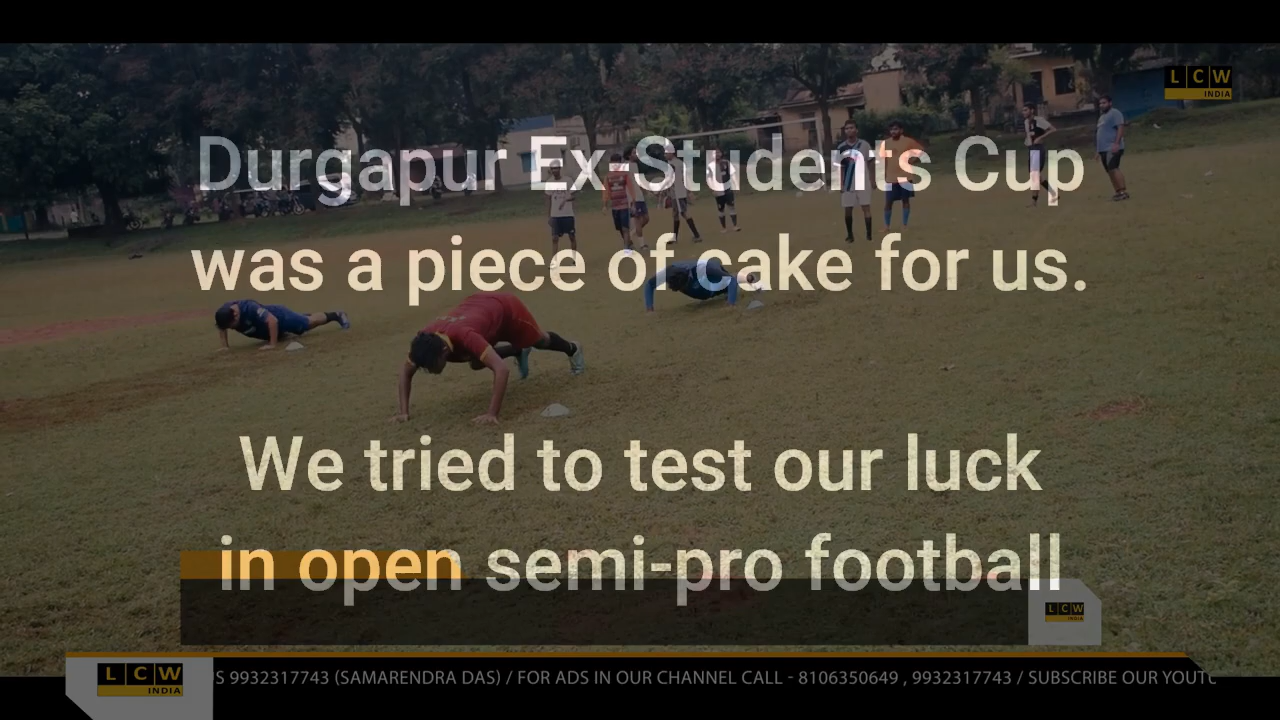 LCW
INDIA
Durgapur Ex-Students Cup
was a piece of cake for us.
We tried to test our luck
in open semi-pro football
LCW
INDIA
LCW
INDIA
S 9932317743 (SAMARENDRA DAS) / FOR ADS IN OUR CHANNEL CALL - 8106350649 , 9932317743 / SUBSCRIBE OUR YOUT